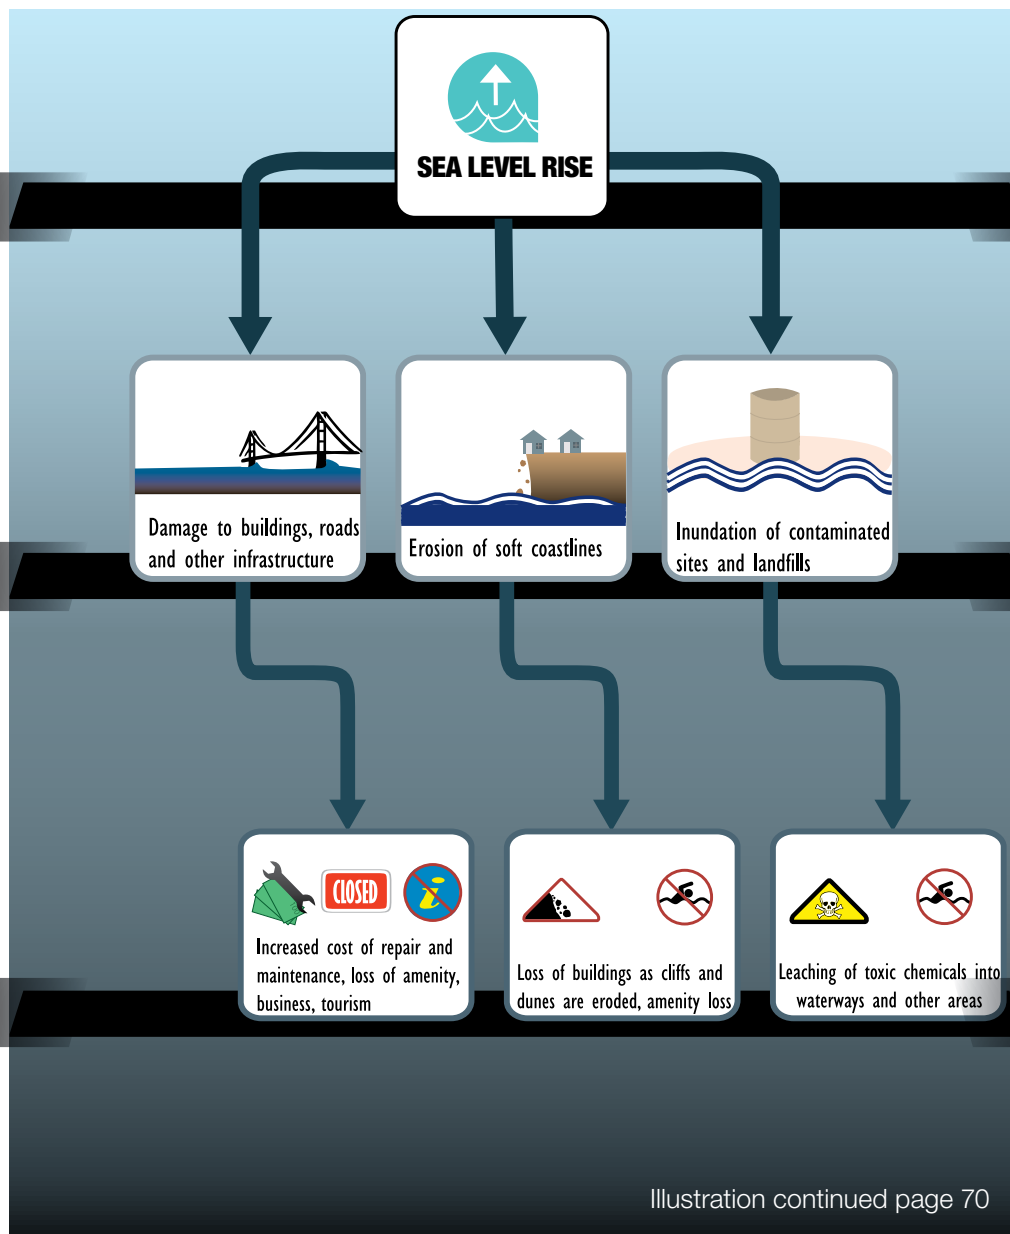 SEA LEVEL RISE
Damage to buildings, roads
and other infrastructure
Erosion of soft coastlines
Inundation of contaminated
sites and landfills
CLOSED
i
Increased cost of repair and
maintenance, loss of amenity,
business, tourism
Loss of buildings as cliffs and
dunes are eroded, amenity loss
Leaching of toxic chemicals into
waterways and other areas
Illustration continued page 70